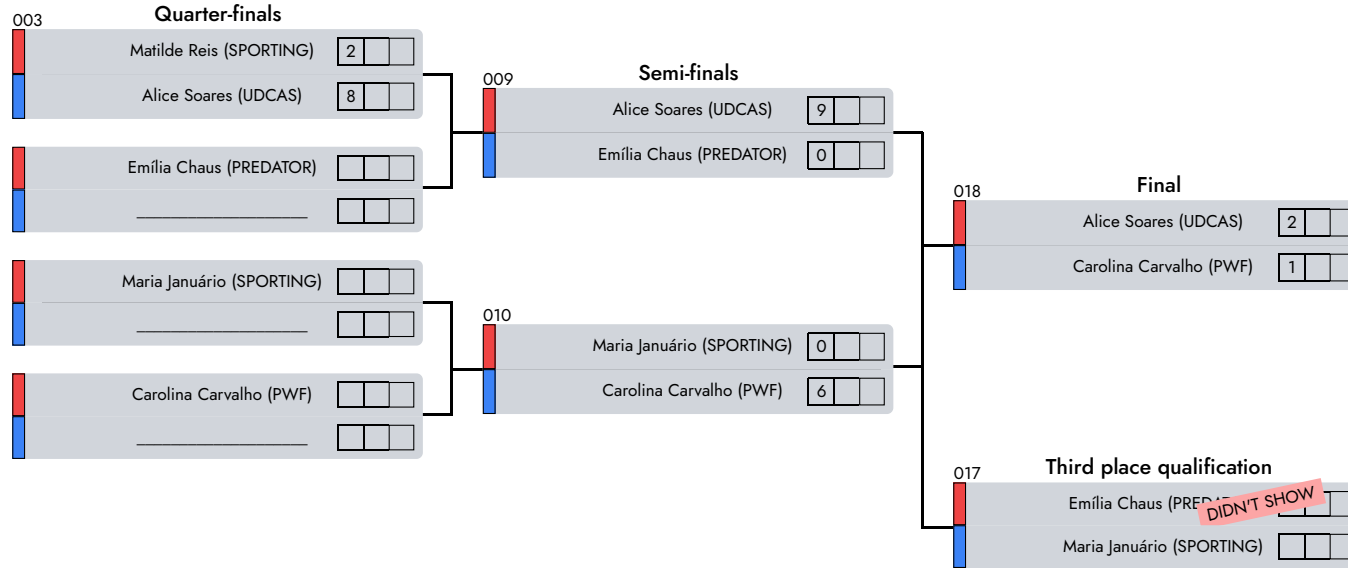 Quarter-finals
003
Matilde Reis (SPORTING) 2
Alice Soares (UDCAS) 8
Emília Chaus (PREDATOR)
____________________
Maria Januário (SPORTING)
____________________
Carolina Carvalho (PWF)
____________________
Semi-finals
009
Alice Soares (UDCAS) 9
Emília Chaus (PREDATOR) 0
010
Maria Januário (SPORTING) 0
Carolina Carvalho (PWF) 6
Final
018
Alice Soares (UDCAS) 2
Carolina Carvalho (PWF) 1
Third place qualification
017
Emília Chaus
DIDN'T SHOW
Maria Januário (SPORTING)